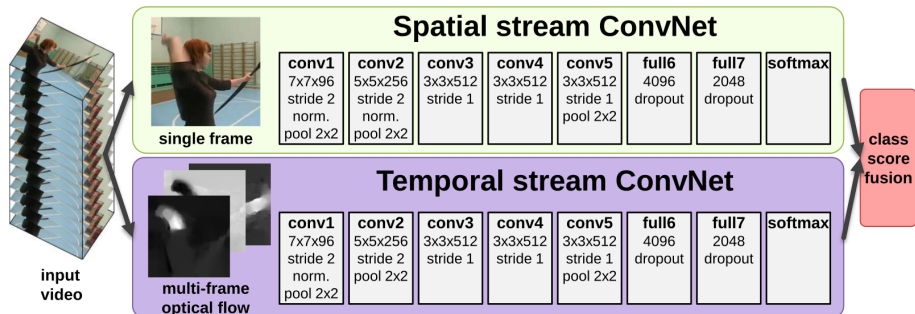 Spatial stream ConvNet
conv1
7x7x96
stride 2
norm.
pool 2x2
conv2
5x5x256
stride 2
norm.
pool 2x2
conv3
3x3x512
stride 1
conv4
3x3x512
stride 1
conv5
3x3x512
stride 1
pool 2x2
full6
4096
dropout
full7
2048
dropout
softmax
single frame
Temporal stream ConvNet
conv1
7x7x96
stride 2
norm.
pool 2x2
conv2
5x5x256
stride 2
pool 2x2
conv3
3x3x512
stride 1
conv4
3x3x512
stride 1
conv5
3x3x512
stride 1
pool 2x2
full6
4096
dropout
full7
2048
dropout
softmax
input
video
multi-frame
optical flow
class
score
fusion